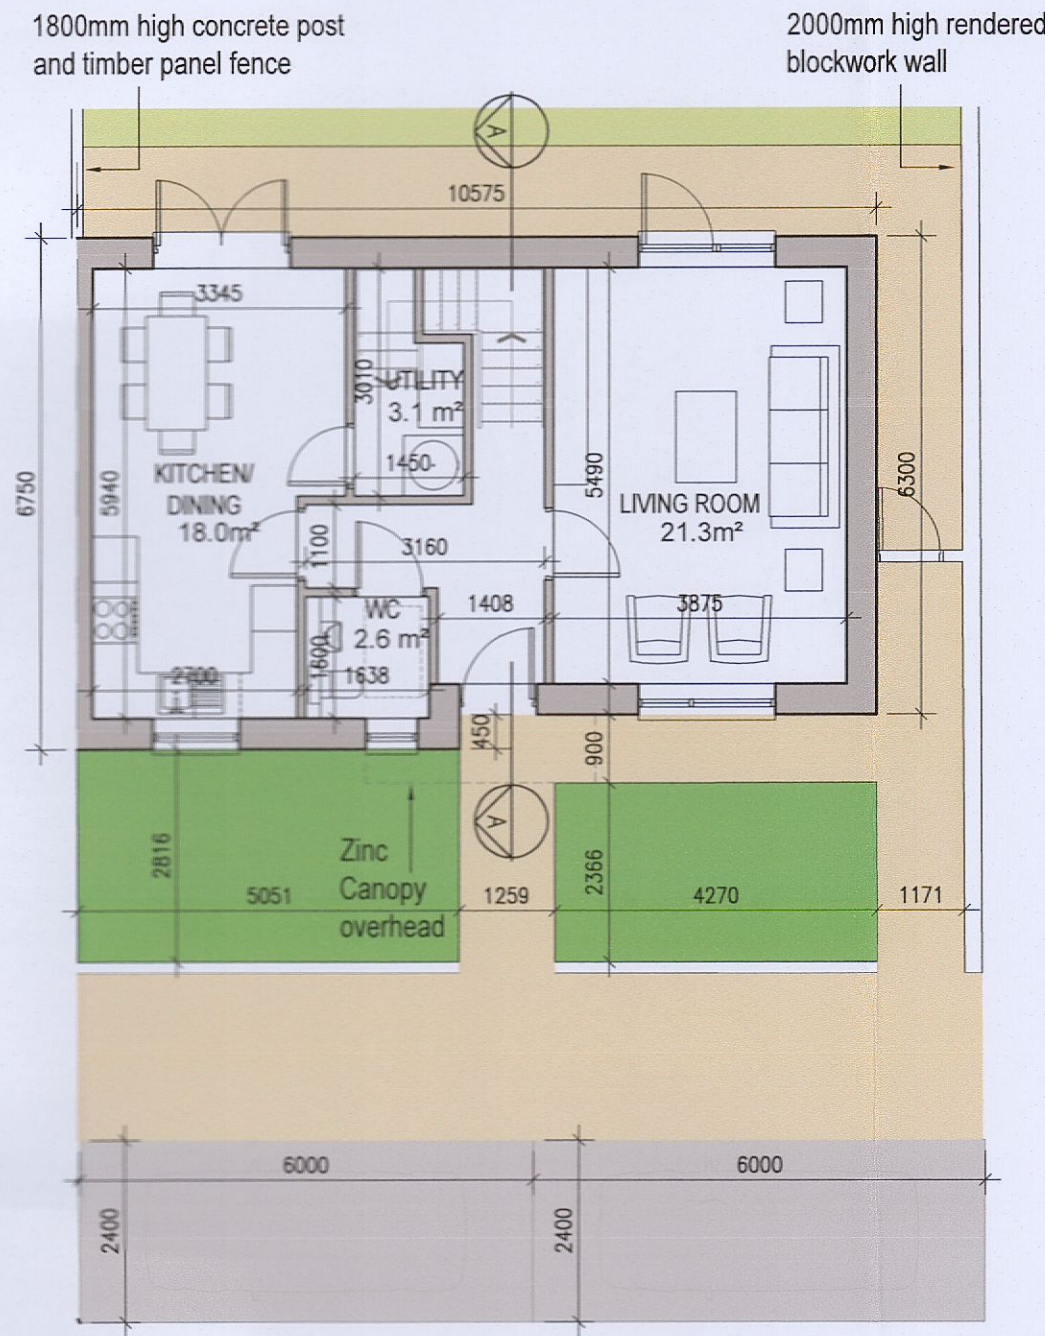 1800mm high concrete post
and timber panel fence
2000mm high rendered
blockwork wall
A
10575
3345
3010
UTILITY
3.1 m²
1450
6750
5940
KITCHEN/
DINING
18.0m²
5490
LIVING ROOM
21.3m²
6300
1100
3160
WC
2.6 m²
1408
3875
1600
2700
1638
450
900
A
2816
Zinc
Canopy
overhead
2366
5051
1259
4270
1171
6000
6000
2400
2400